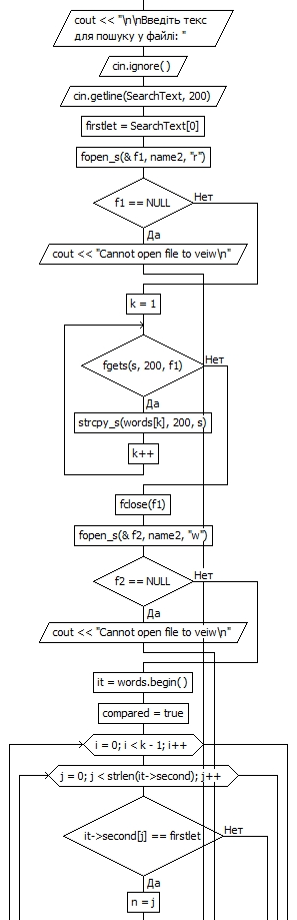 cout << "\n\nВведіть текс
для пошуку у файлі: "
cin.ignore( )
cin.getline(SearchText, 200)
firstlet = SearchText[0]
fopen_s(& f1, name2, "r")
f1 == NULL
Нет
Да
cout << "Cannot open file to veiw\n"
k = 1
fgets(s, 200, f1)
Нет
Да
strcpy_s(words[k], 200, s)
k++
fclose(f1)
fopen_s(& f2, name2, "w")
f2 == NULL
Нет
Да
cout << "Cannot open file to veiw\n"
it = words.begin( )
compared = true
i = 0; i < k - 1; i++
j = 0; j < strlen(it->second); j++
it->second[j] == firstlet
Нет
Да
n = j